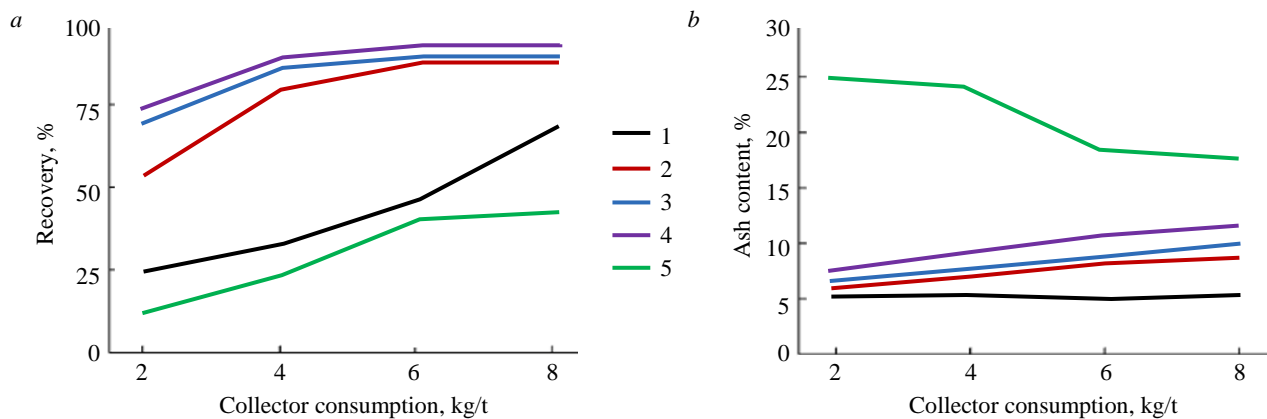 a
100
75
50
25
0
Recovery, %
2 4 6 8
Collector consumption, kg/t
1
2
3
4
5
b
30
25
20
15
10
5
0
Ash content, %
2 4 6 8
Collector consumption, kg/t